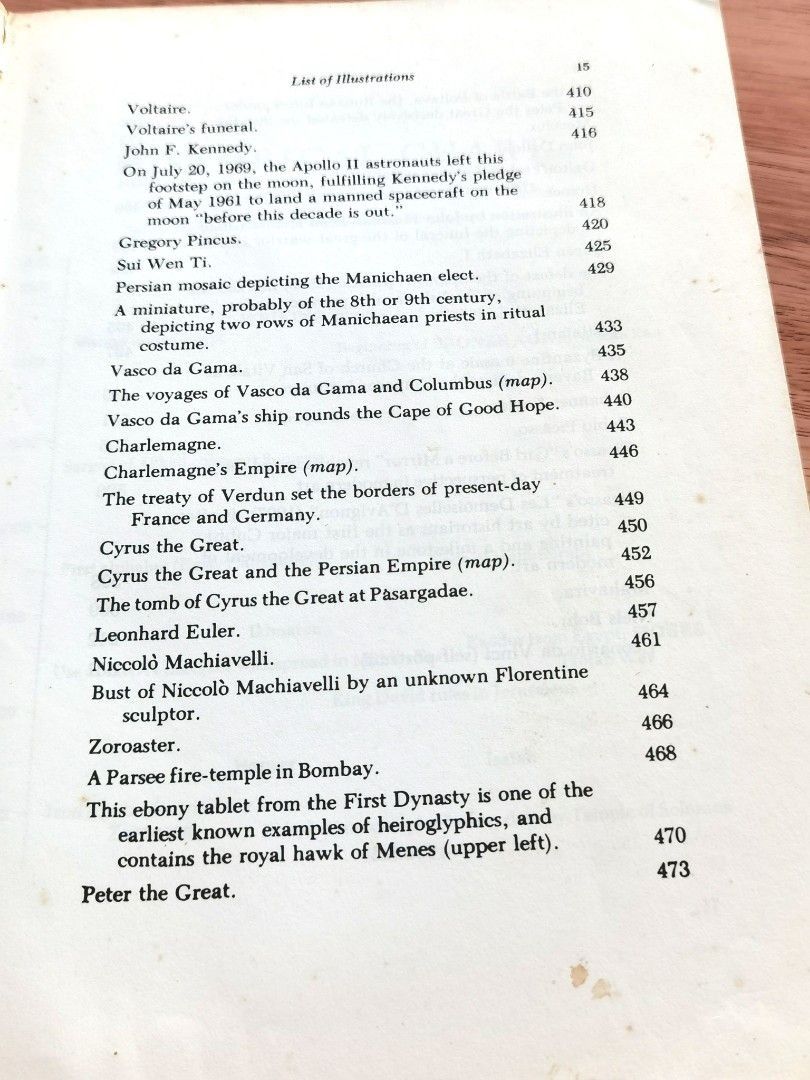 List of Illustrations 15
Voltaire. 410
Voltaire's funeral. 415
John F. Kennedy. 416
On July 20, 1969, the Apollo II astronauts left this
footstep on the moon, fulfilling Kennedy's pledge
of May 1961 to land a manned spacecraft on the
moon "before this decade is out." 418
Gregory Pincus. 420
Sui Wen Ti. 425
Persian mosaic depicting the Manichaen elect. 429
A miniature, probably of the 8th or 9th century,
depicting two rows of Manichaean priests in ritual
costume. 433
Vasco da Gama. 435
The voyages of Vasco da Gama and Columbus (map). 438
Vasco da Gama's ship rounds the Cape of Good Hope. 440
Charlemagne. 443
Charlemagne's Empire (map). 446
The treaty of Verdun set the borders of present-day
France and Germany. 449
Cyrus the Great. 450
Cyrus the Great and the Persian Empire (map). 452
The tomb of Cyrus the Great at Pasargadae. 456
Leonhard Euler. 457
Niccolò Machiavelli. 461
Bust of Niccolò Machiavelli by an unknown Florentine
sculptor. 464
Zoroaster. 466
A Parsee fire-temple in Bombay. 468
This ebony tablet from the First Dynasty is one of the
earliest known examples of heiroglyphics, and
contains the royal hawk of Menes (upper left). 470
Peter the Great. 473